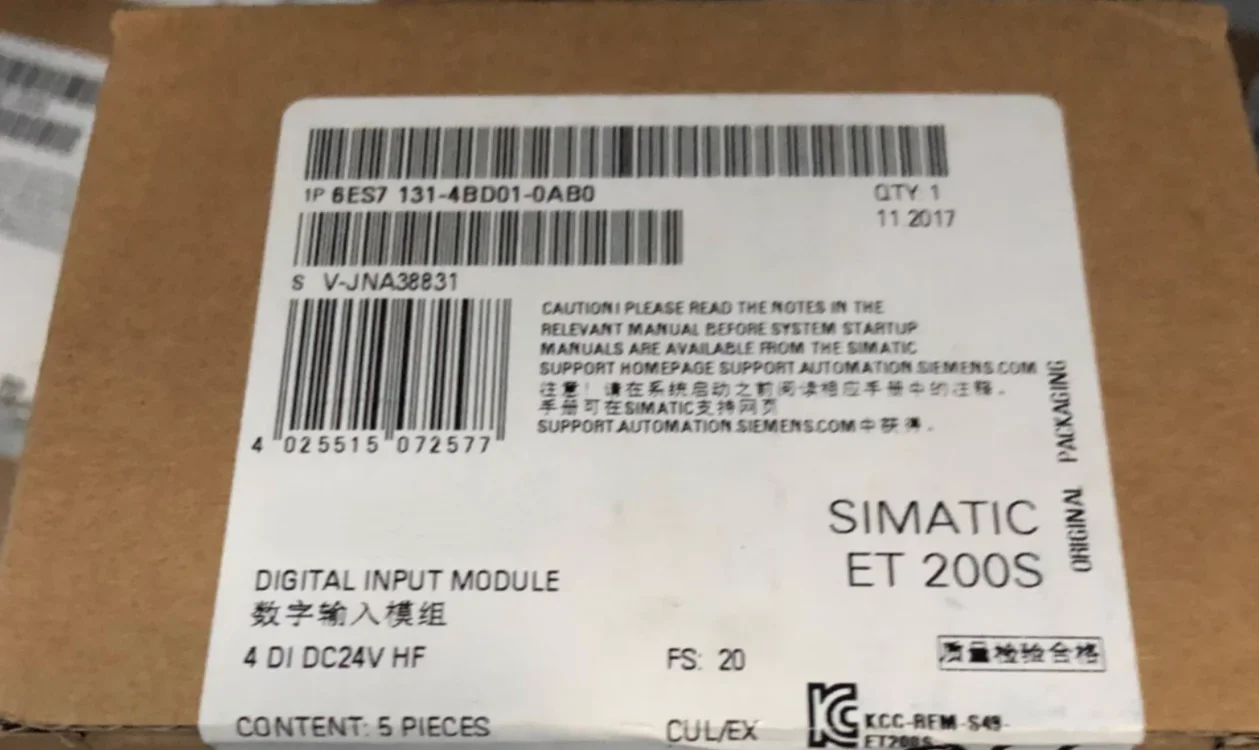 1P 6ES7 131-4BD01-0AB0
QTY 1
11.2017
S V-JNA38831
CAUTION! PLEASE READ THE NOTES IN THE
RELEVANT MANUAL BEFORE SYSTEM STARTUP
MANUALS ARE AVAILABLE FROM THE SIMATIC
SUPPORT HOMEPAGE SUPPORT.AUTOMATION.SIEMENS.COM
注意！请在系统启动之前阅读相应手册中的注释。
手册可在SIMATIC支持网页
SUPPORT.AUTOMATION.SIEMENS.COM中获得。
4 025515 072577
ORIGINAL PACKAGING
SIMATIC
ET 200S
DIGITAL INPUT MODULE
数字输入模组
4 DI DC24V HF
FS: 20
质量检验合格
CONTENT: 5 PIECES
CUL/EX
KCC-REM-S49-
ET200S